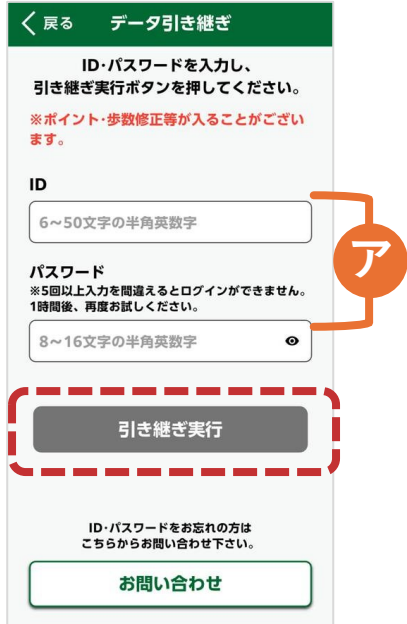 戻る データ引き継ぎ
ID・パスワードを入力し、
引き継ぎ実行ボタンを押してください。
※ポイント・歩数修正等が入ることがござい
ます。
ID
6〜50文字の半角英数字
ア
パスワード
※5回以上入力を間違えるとログインができません。
1時間後、再度お試しください。
8〜16文字の半角英数字
引き継ぎ実行
ID・パスワードをお忘れの方は
こちらからお問い合わせ下さい。
お問い合わせ